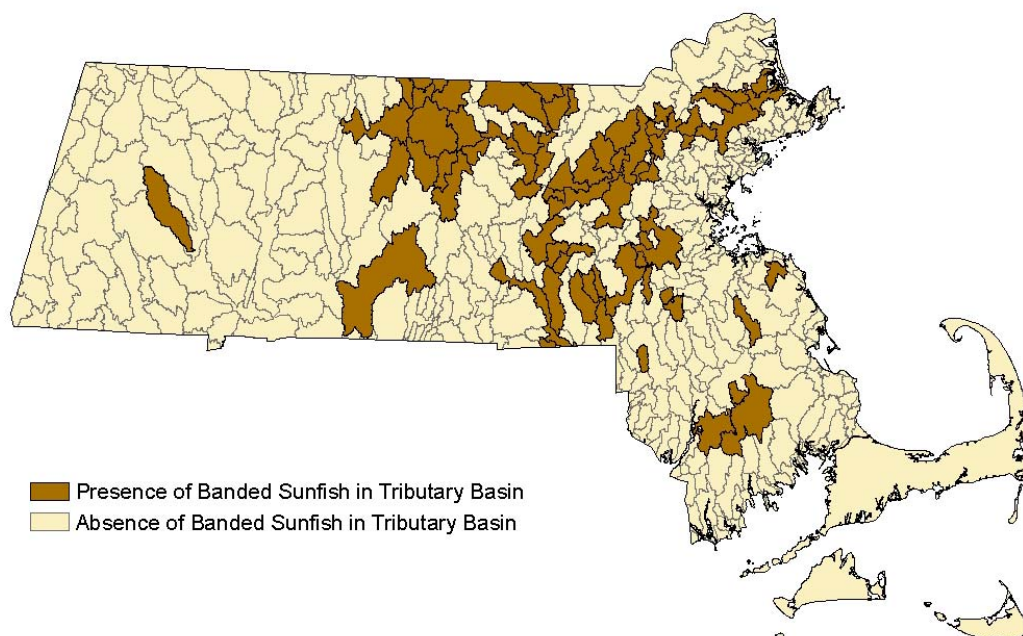 Presence of Banded Sunfish in Tributary Basin
Absence of Banded Sunfish in Tributary Basin